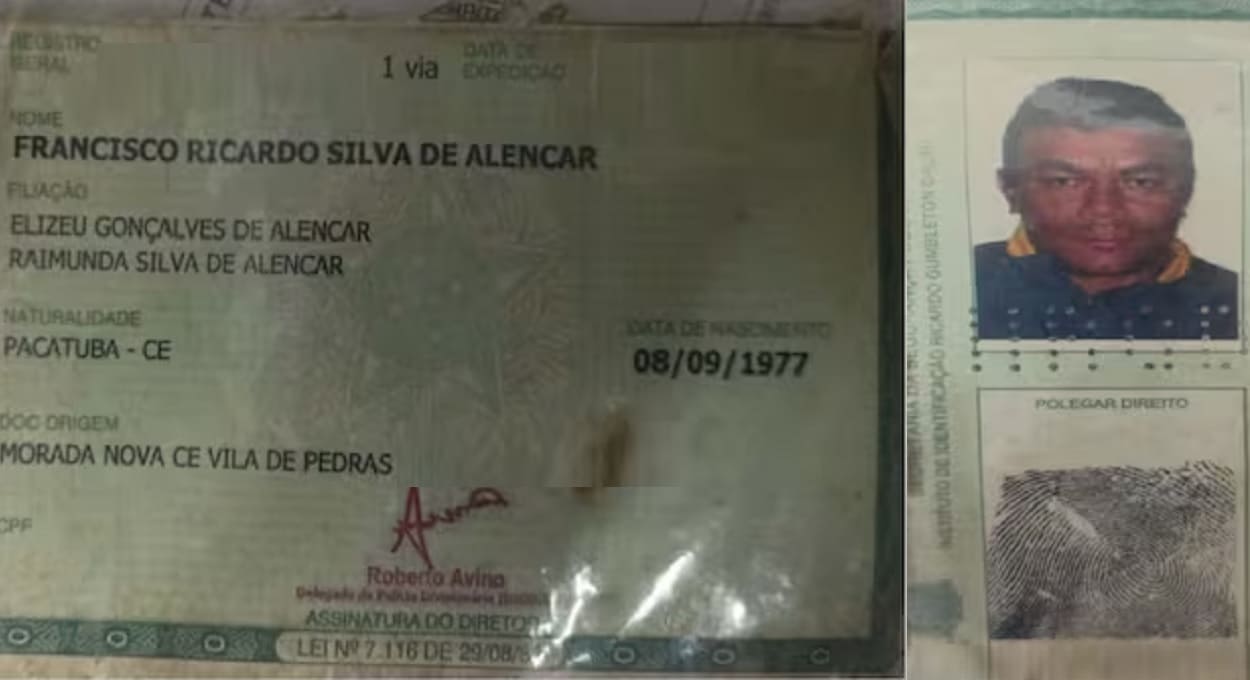 REGISTRO
GERAL
1 via
DATA DE
EXPEDIÇÃO
NOME
FRANCISCO RICARDO SILVA DE ALENCAR
FILIAÇÃO
ELIZEU GONÇALVES DE ALENCAR
RAIMUNDA SILVA DE ALENCAR
NATURALIDADE
PACATUBA - CE
DATA DE NASCIMENTO
08/09/1977
DOC ORIGEM
MORADA NOVA CE VILA DE PEDRAS
CPF
Roberto Avino
Delegado de Polícia
ASSINATURA DO DIRETOR
LEI Nº 7.116 DE 29/08/
INSTITUTO DE IDENTIFICAÇÃO RICARDO GUMBLETON
POLEGAR DIREITO